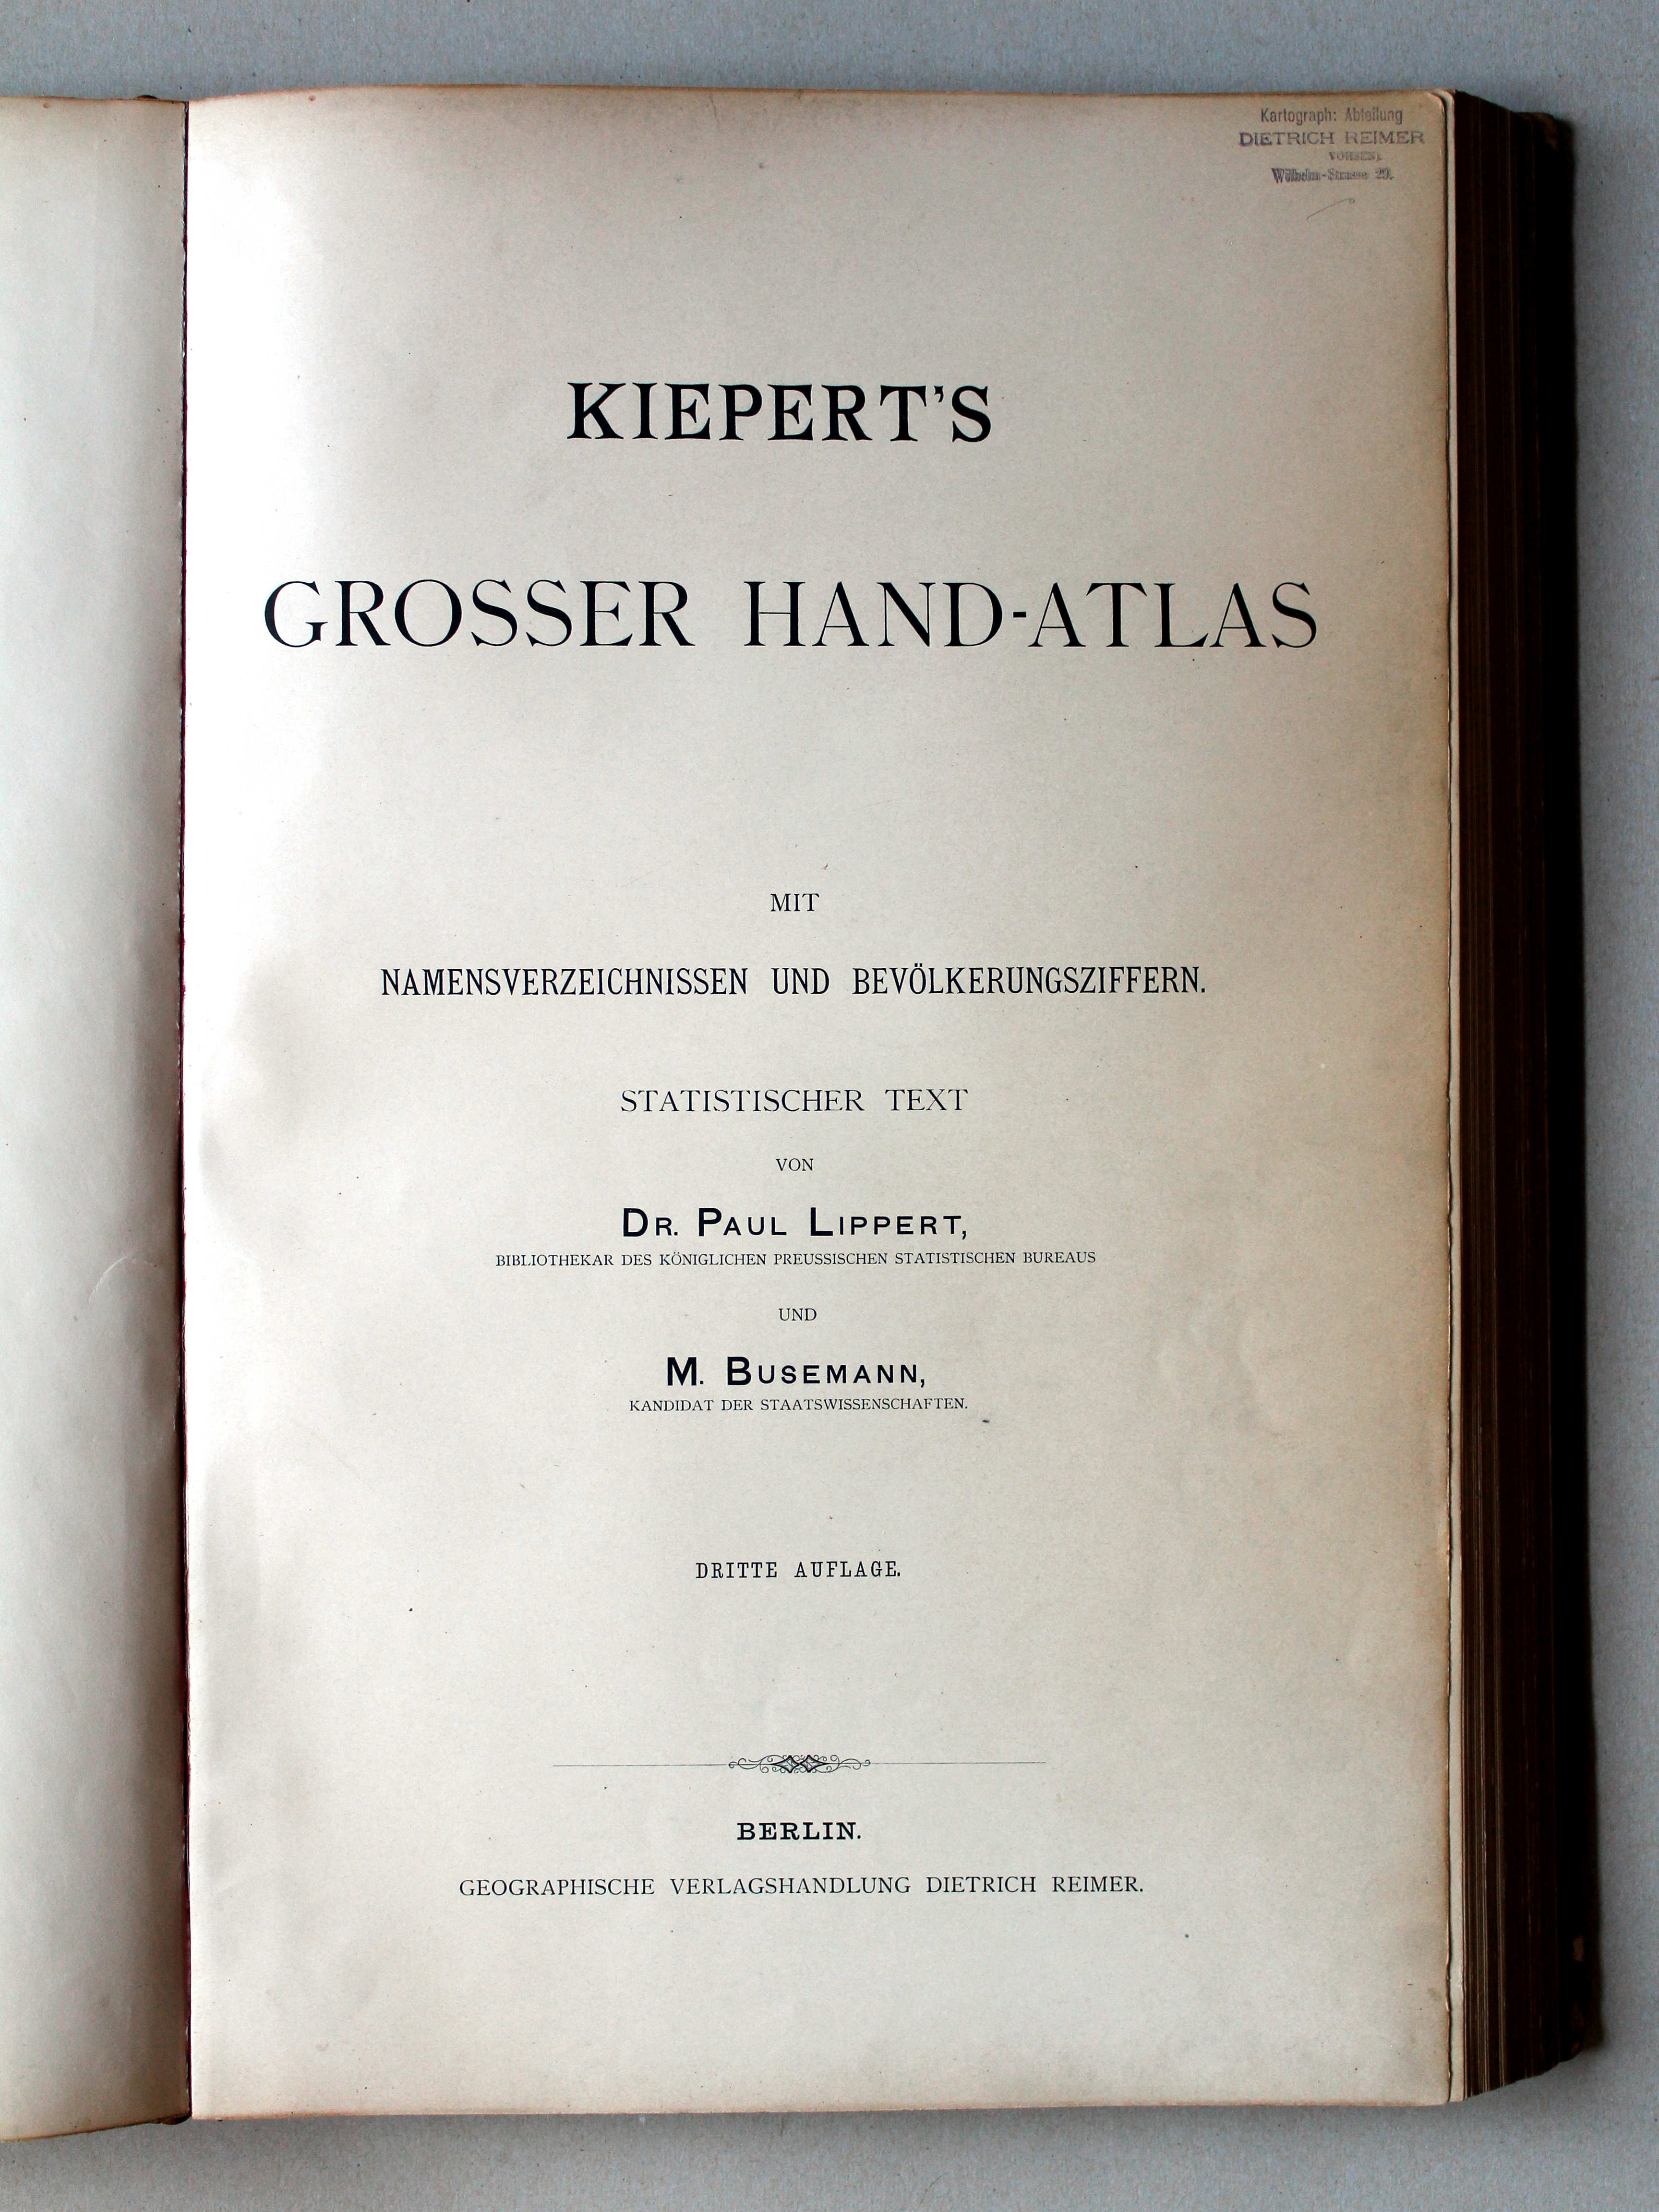 Kartograph: Abteilung
DIETRICH REIMER
Wilhelm-Strasse 29.
KIEPERT'S
GROSSER HAND-ATLAS
MIT
NAMENSVERZEICHNISSEN UND BEVÖLKERUNGSZIFFERN.
STATISTISCHER TEXT
VON
DR. PAUL LIPPERT,
BIBLIOTHEKAR DES KÖNIGLICHEN PREUSSISCHEN STATISTISCHEN BUREAUS
UND
M. BUSEMANN,
KANDIDAT DER STAATSWISSENSCHAFTEN.
DRITTE AUFLAGE.
BERLIN.
GEOGRAPHISCHE VERLAGSHANDLUNG DIETRICH REIMER.